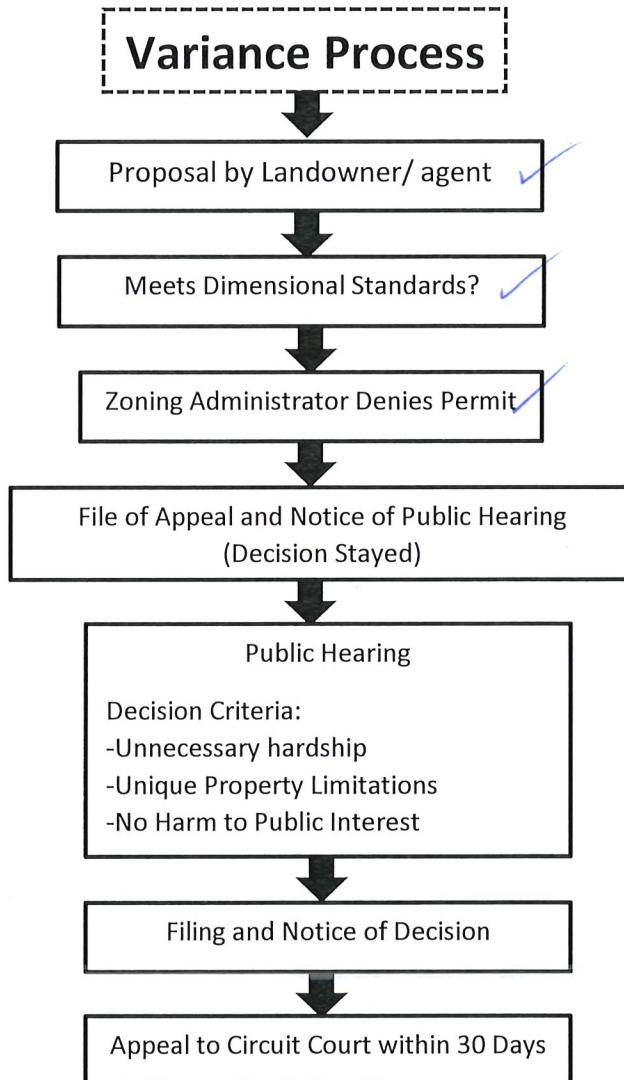 Variance Process
Proposal by Landowner/ agent
Meets Dimensional Standards?
Zoning Administrator Denies Permit
File of Appeal and Notice of Public Hearing
(Decision Stayed)
Public Hearing
Decision Criteria:
-Unnecessary hardship
-Unique Property Limitations
-No Harm to Public Interest
Filing and Notice of Decision
Appeal to Circuit Court within 30 Days